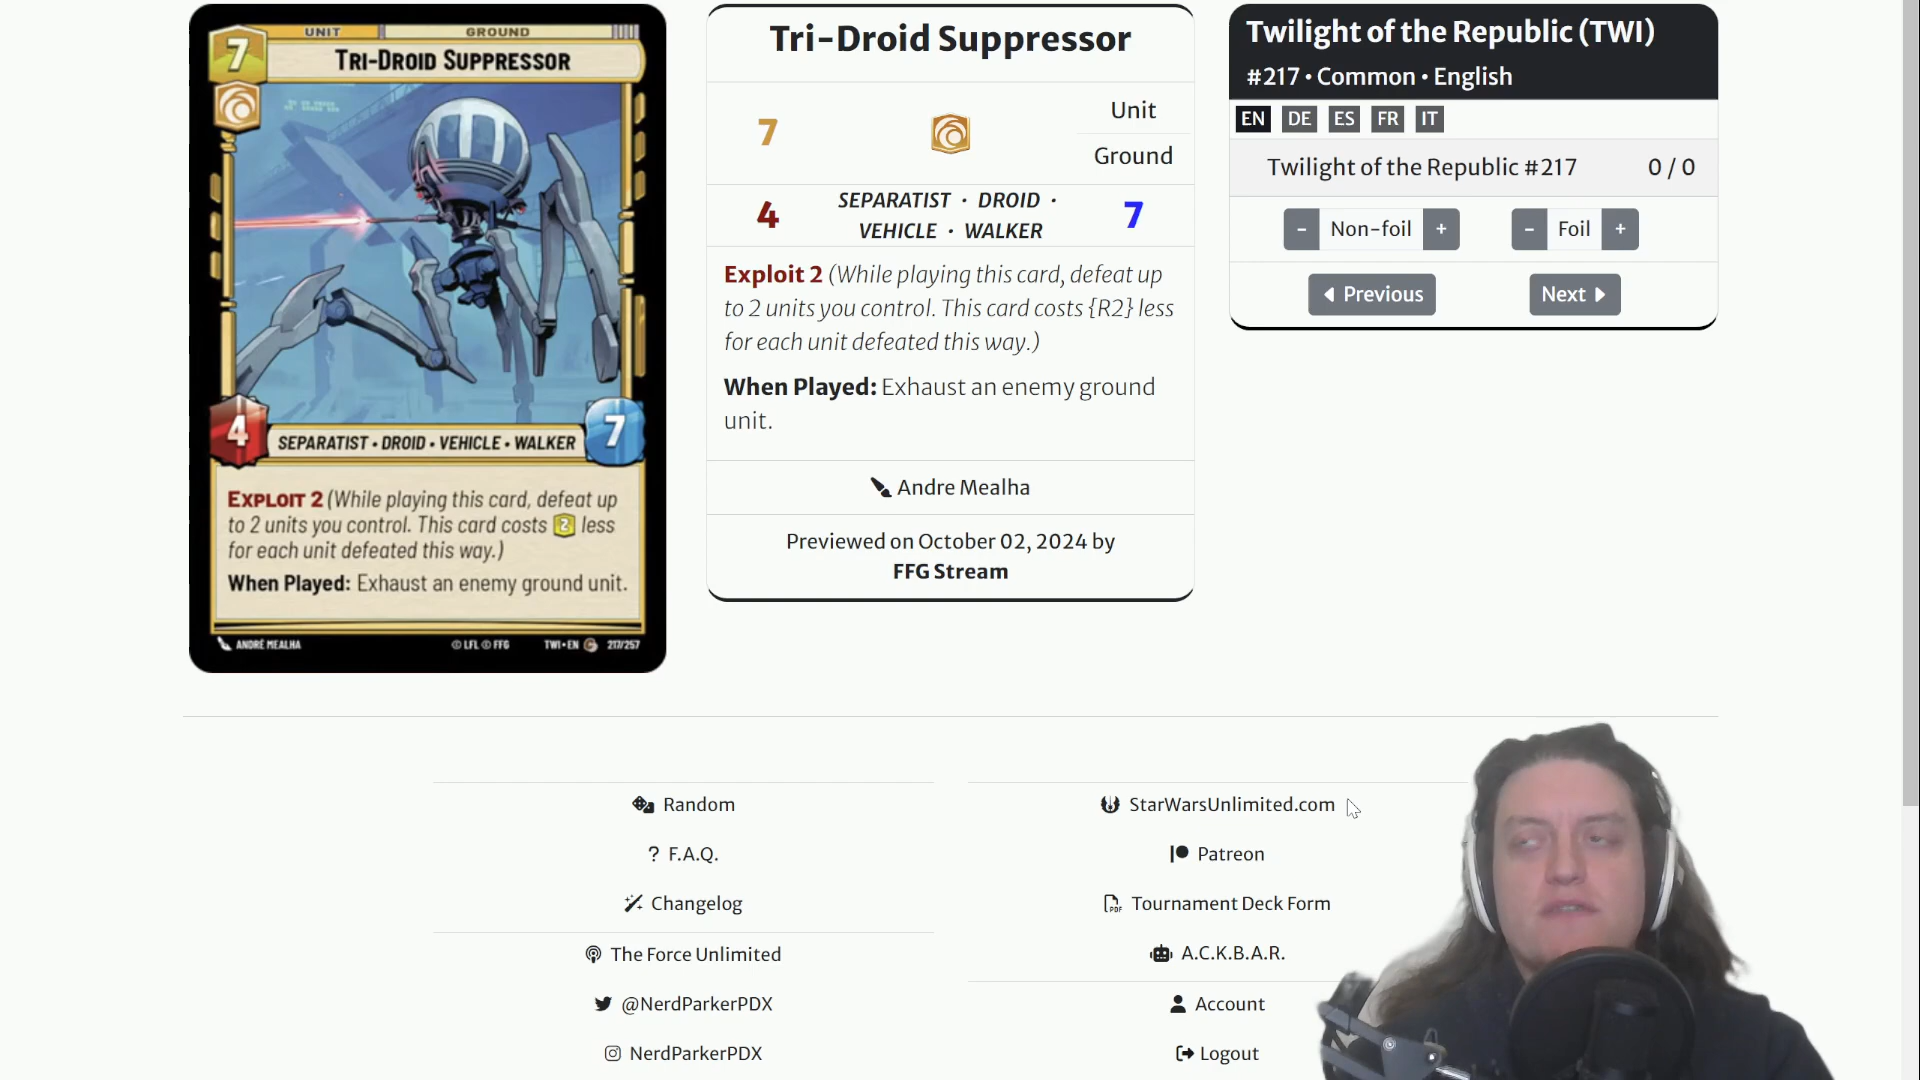 UNIT
GROUND
7
TRI-DROID SUPPRESSOR
4
SEPARATIST • DROID • VEHICLE • WALKER
7
EXPLOIT 2 (While playing this card, defeat up
to 2 units you control. This card costs 2 less
for each unit defeated this way.)
When Played: Exhaust an enemy ground unit.
ANDRÉ MEALHA
© LFL © FFG
TWI • EN C 217/257
Tri-Droid Suppressor
7
Unit
Ground
4
SEPARATIST · DROID ·
VEHICLE · WALKER
7
Exploit 2 (While playing this card, defeat up
to 2 units you control. This card costs {R2} less
for each unit defeated this way.)
When Played: Exhaust an enemy ground
unit.
Andre Mealha
Previewed on October 02, 2024 by
FFG Stream
Twilight of the Republic (TWI)
#217 • Common • English
EN DE ES FR IT
Twilight of the Republic #217 0 / 0
- Non-foil + - Foil +
Previous Next
Random
? F.A.Q.
Changelog
The Force Unlimited
@NerdParkerPDX
NerdParkerPDX
StarWarsUnlimited.com
Patreon
Tournament Deck Form
A.C.K.B.A.R.
Account
Logout